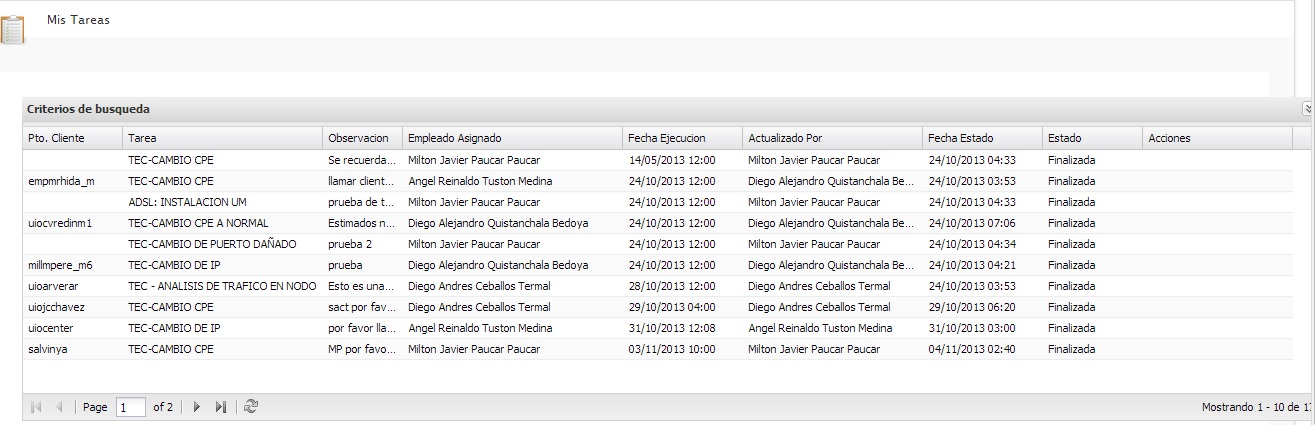 Mis Tareas
Criterios de busqueda
Pto. Cliente Tarea Observacion Empleado Asignado Fecha Ejecucion Actualizado Por Fecha Estado Estado Acciones
TEC-CAMBIO CPE Se recuerda... Milton Javier Paucar Paucar 14/05/2013 12:00 Milton Javier Paucar Paucar 24/10/2013 04:33 Finalizada
empmrhida_m TEC-CAMBIO CPE llamar client... Angel Reinaldo Tuston Medina 24/10/2013 12:00 Diego Alejandro Quistanchala Be... 24/10/2013 03:53 Finalizada
ADSL: INSTALACION UM prueba de t... Milton Javier Paucar Paucar 24/10/2013 12:00 Milton Javier Paucar Paucar 24/10/2013 04:33 Finalizada
uiocvredinm1 TEC-CAMBIO CPE A NORMAL Estimados n... Diego Alejandro Quistanchala Bedoya 24/10/2013 12:00 Diego Alejandro Quistanchala Be... 24/10/2013 07:06 Finalizada
TEC-CAMBIO DE PUERTO DAÑADO prueba 2 Milton Javier Paucar Paucar 24/10/2013 12:00 Milton Javier Paucar Paucar 24/10/2013 04:34 Finalizada
millmpere_m6 TEC-CAMBIO DE IP prueba Diego Alejandro Quistanchala Bedoya 24/10/2013 12:00 Diego Alejandro Quistanchala Be... 24/10/2013 04:21 Finalizada
uioarverar TEC - ANALISIS DE TRAFICO EN NODO Esto es una... Diego Andres Ceballos Termal 28/10/2013 12:00 Diego Andres Ceballos Termal 24/10/2013 03:53 Finalizada
uiojcchavez TEC-CAMBIO CPE sact por fav... Diego Andres Ceballos Termal 29/10/2013 04:00 Diego Andres Ceballos Termal 29/10/2013 06:20 Finalizada
uiocenter TEC-CAMBIO DE IP por favor lla... Angel Reinaldo Tuston Medina 31/10/2013 12:08 Angel Reinaldo Tuston Medina 31/10/2013 03:00 Finalizada
salvinya TEC-CAMBIO CPE MP por favo... Milton Javier Paucar Paucar 03/11/2013 10:00 Milton Javier Paucar Paucar 04/11/2013 02:40 Finalizada
Page 1 of 2 Mostrando 1 - 10 de